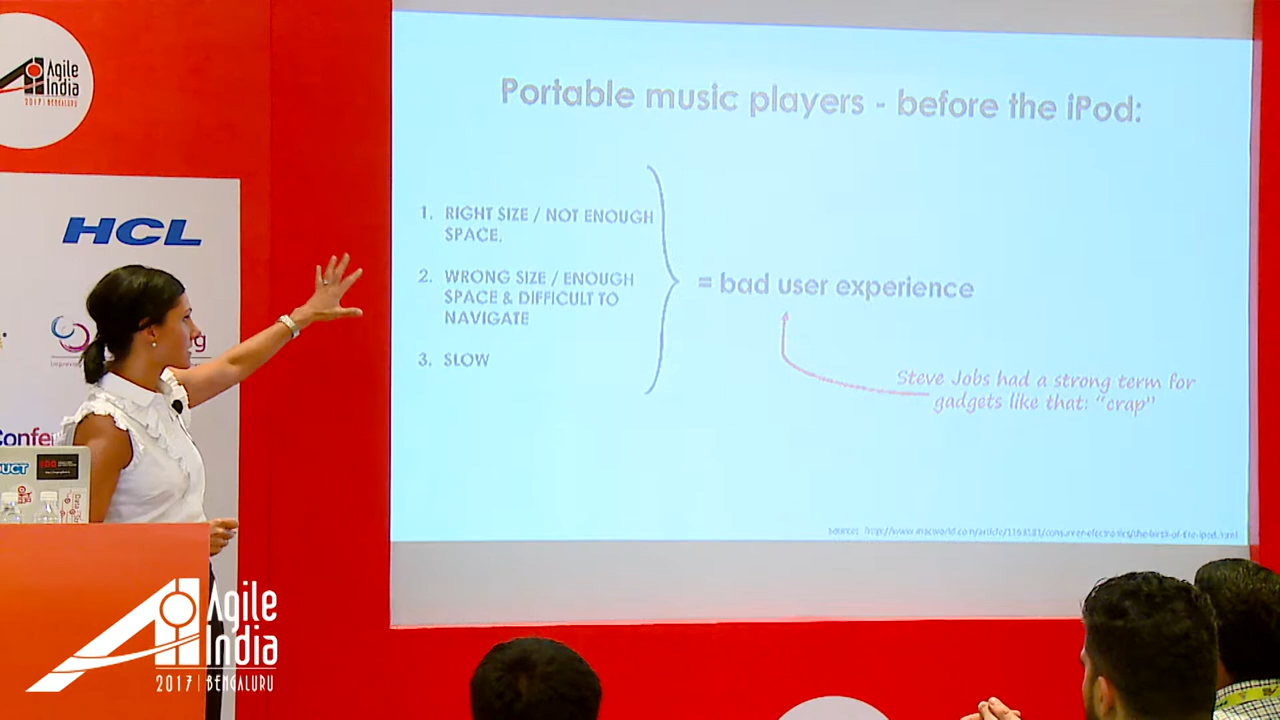 Agile
India
2017 | BENGALURU
HCL
Portable music players - before the iPod:
1. RIGHT SIZE / NOT ENOUGH
SPACE.
2. WRONG SIZE / ENOUGH
SPACE & DIFFICULT TO
NAVIGATE
3. SLOW
= bad user experience
Steve Jobs had a strong term for
gadgets like that: "crap"
Agile
India
2017 | BENGALURU